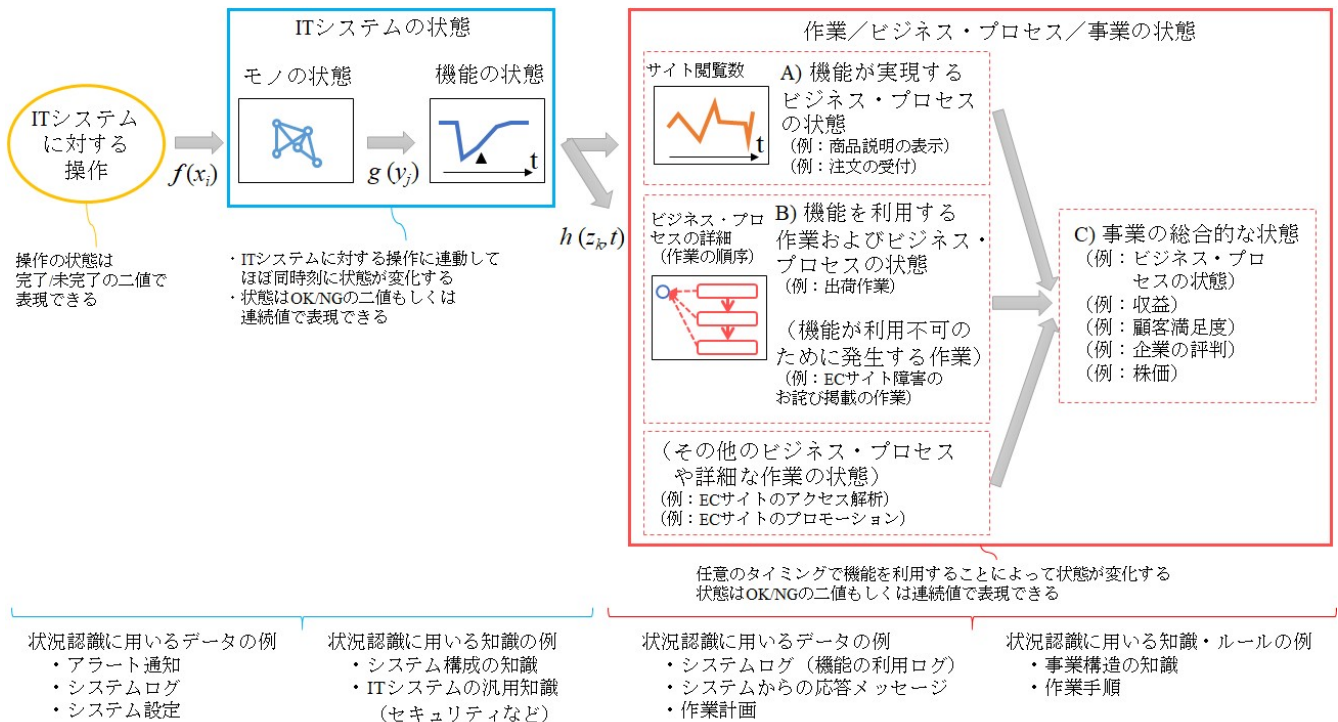 ITシステム
に対する
操作
操作の状態は
完了/未完了の二値で
表現できる
f(xi)
ITシステムの状態
モノの状態
機能の状態
g(yj)
t
・ITシステムに対する操作に連動して
ほぼ同時刻に状態が変化する
・状態はOK/NGの二値もしくは
連続値で表現できる
h(zk, t)
作業／ビジネス・プロセス／事業の状態
サイト閲覧数
t
A) 機能が実現する
ビジネス・プロセス
の状態
（例：商品説明の表示）
（例：注文の受付）
ビジネス・プロ
セスの詳細
（作業の順序）
B) 機能を利用する
作業およびビジネス・
プロセスの状態
（例：出荷作業）
（機能が利用不可の
ために発生する作業）
（例：ECサイト障害の
お詫び掲載の作業）
（その他のビジネス・プロセス
や詳細な作業の状態）
（例：ECサイトのアクセス解析）
（例：ECサイトのプロモーション）
C) 事業の総合的な状態
（例：ビジネス・プロ
セスの状態）
（例：収益）
（例：顧客満足度）
（例：企業の評判）
（例：株価）
任意のタイミングで機能を利用することによって状態が変化する
状態はOK/NGの二値もしくは連続値で表現できる
状況認識に用いるデータの例
・アラート通知
・システムログ
・システム設定
状況認識に用いる知識の例
・システム構成の知識
・ITシステムの汎用知識
（セキュリティなど）
状況認識に用いるデータの例
・システムログ（機能の利用ログ）
・システムからの応答メッセージ
・作業計画
状況認識に用いる知識・ルールの例
・事業構造の知識
・作業手順